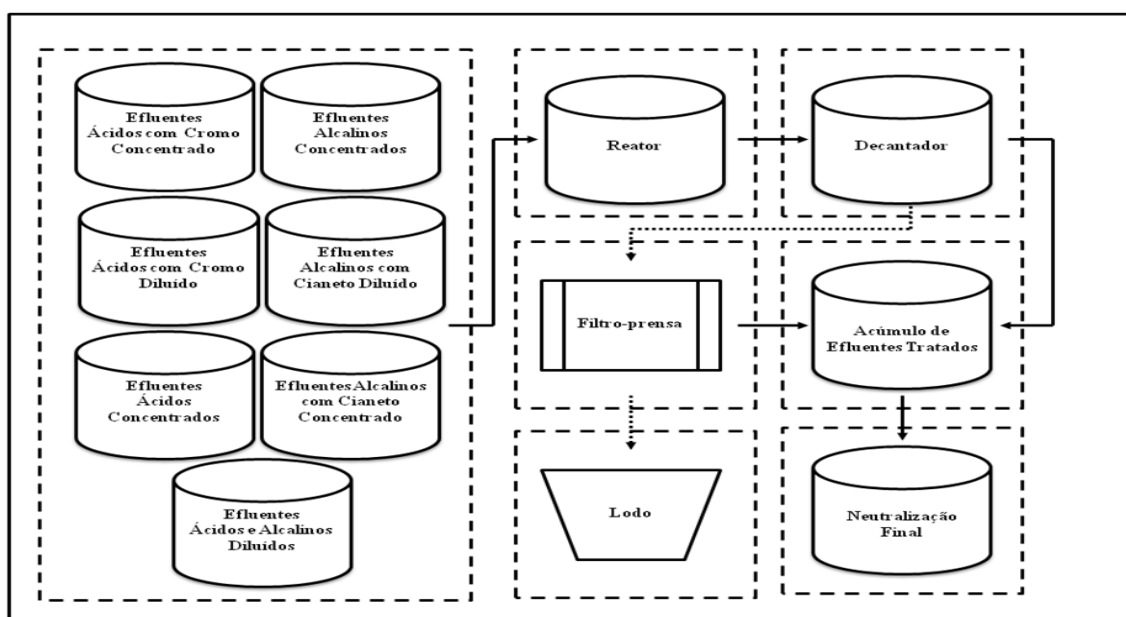 Efluentes
Ácidos com Cromo
Concentrado
Efluentes
Alcalinos
Concentrados
Efluentes
Ácidos com Cromo
Diluído
Efluentes
Alcalinos com
Cianeto Diluído
Efluentes
Ácidos
Concentrados
Efluentes Alcalinos
com Cianeto
Concentrado
Efluentes
Ácidos e Alcalinos
Diluídos
Reator
Decantador
Filtro-prensa
Acúmulo de
Efluentes Tratados
Lodo
Neutralização
Final